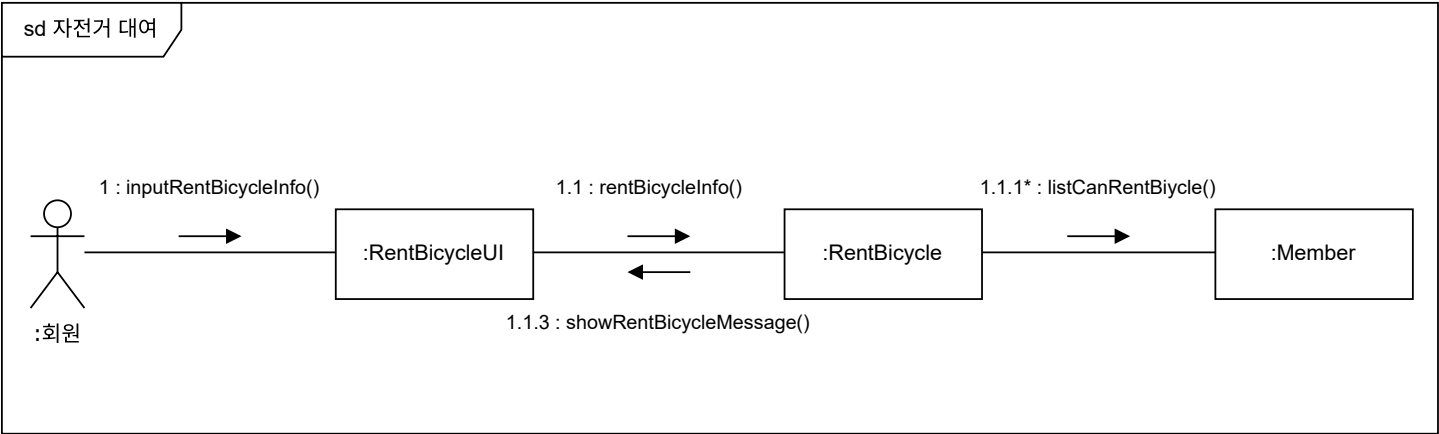 sd 자전거 대여
1 : inputRentBicycleInfo()
1.1 : rentBicycleInfo()
1.1.1* : listCanRentBiycle()
:RentBicycleUI
:RentBicycle
:Member
1.1.3 : showRentBicycleMessage()
:회원